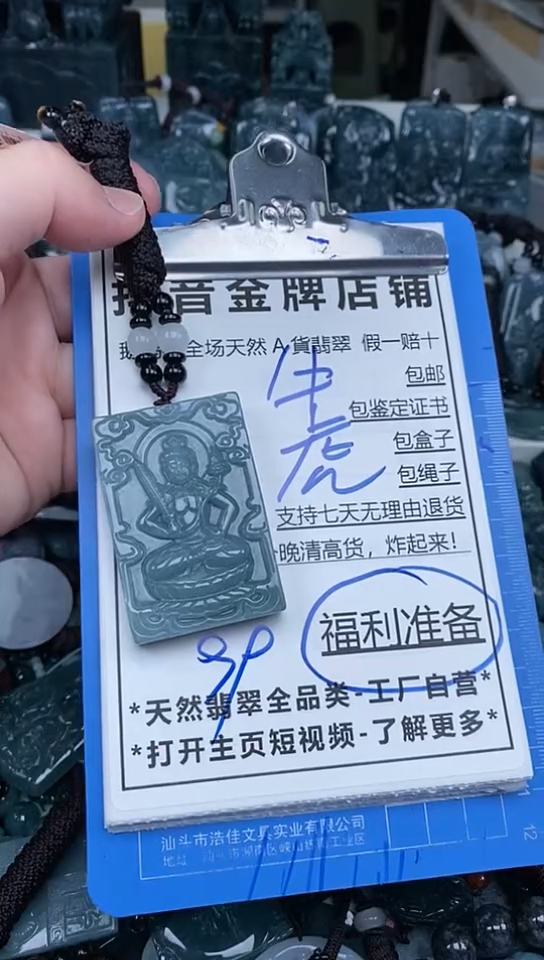 音金牌店铺
全场天然A貨翡翠 假一赔十
包邮
牛
包鉴定证书
虎
包盒子
包绳子
支持七天无理由退货
晚清高货，炸起来！
福利准备
*天然翡翠全品类-工厂自营*
*打开主页短视频-了解更多*
汕头市浩佳文具实业有限公司
12